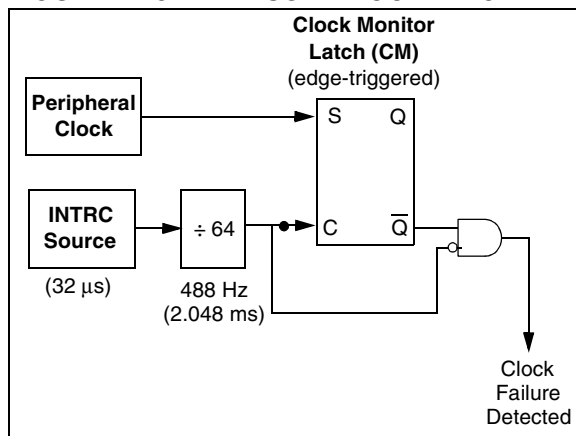 Clock Monitor
Latch (CM)
(edge-triggered)
Peripheral
Clock
S Q
INTRC
Source
÷ 64
C Q̅
(32 μs)
488 Hz
(2.048 ms)
Clock
Failure
Detected